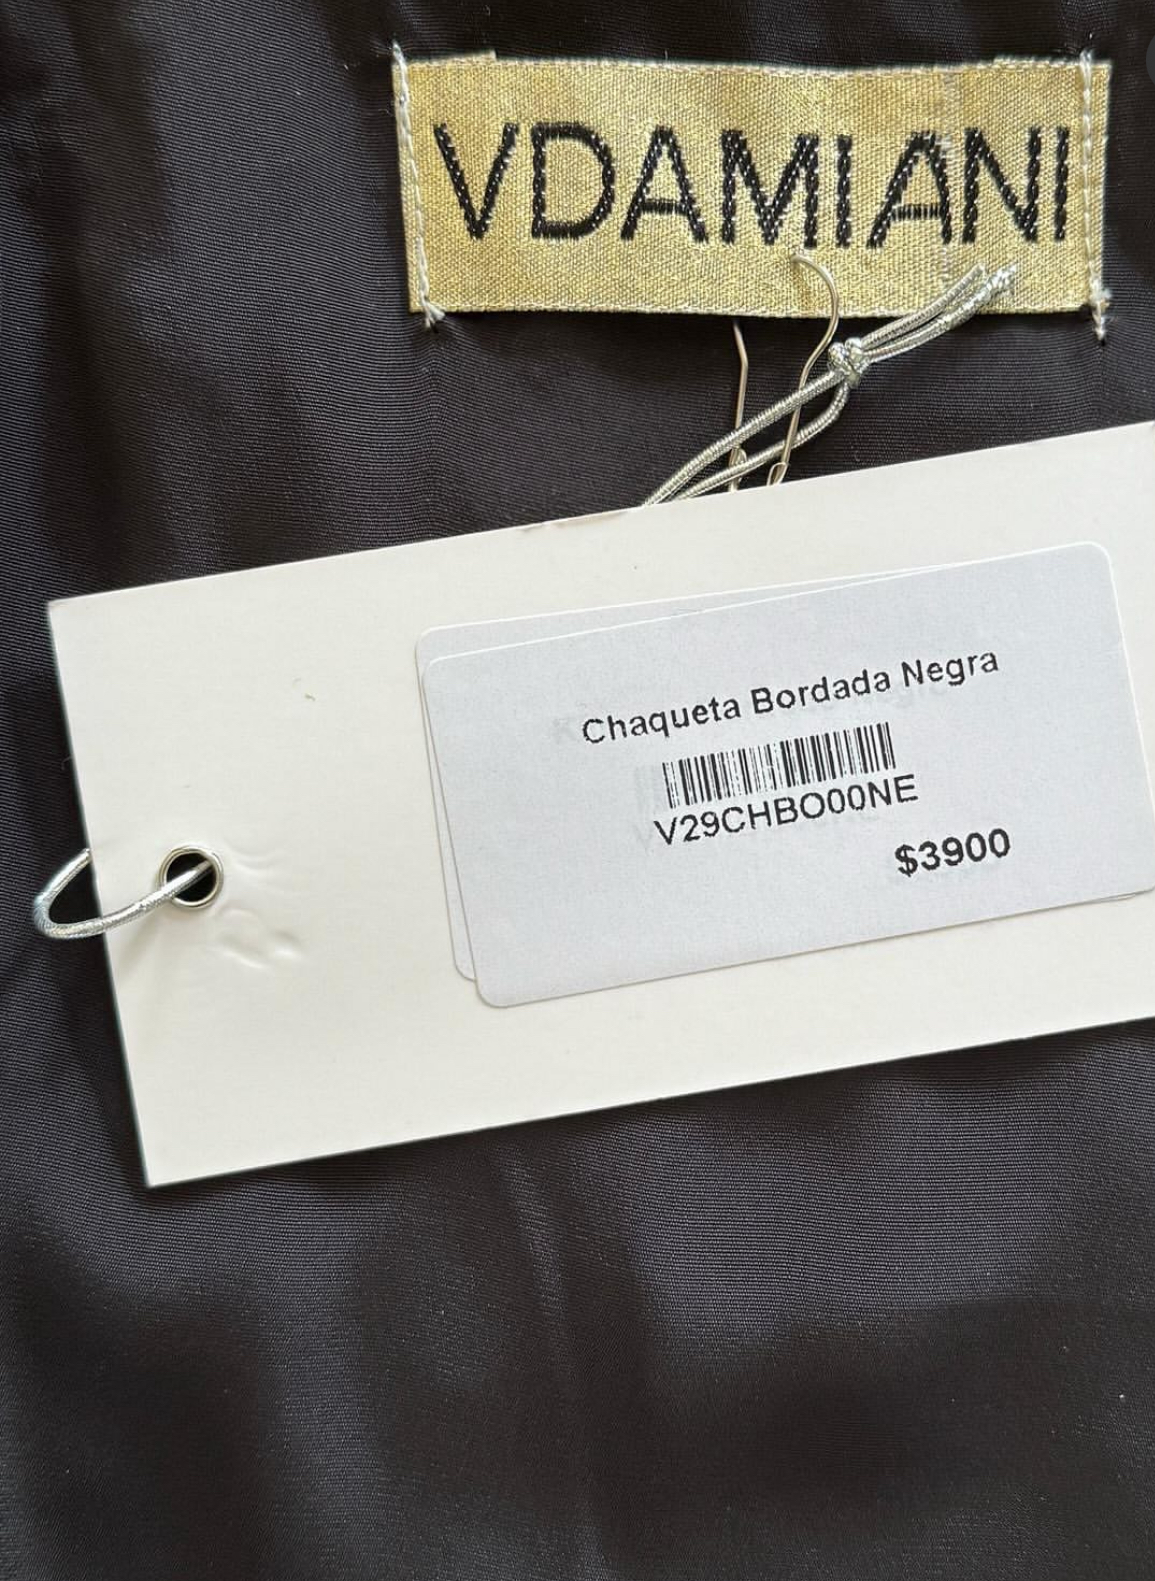 VDAMIANI
Chaqueta Bordada Negra
V29CHBO00NE
$3900